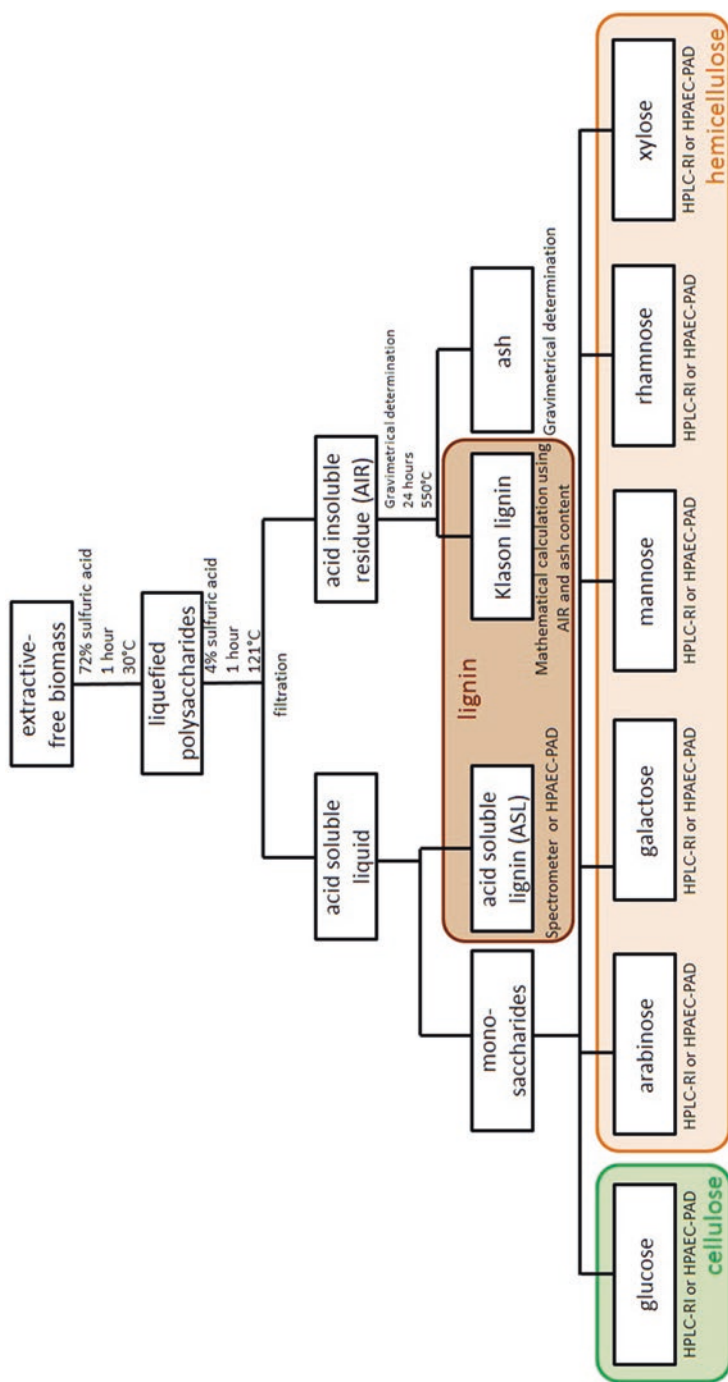 extractive-
free biomass
72% sulfuric acid
1 hour
30°C
liquefied
polysaccharides
4% sulfuric acid
1 hour
121°C
filtration
acid soluble
liquid
acid insoluble
residue (AIR)
Gravimetrical determination
24 hours
550°C
lignin
mono-
saccharides
acid soluble
lignin (ASL)
Spectrometer or HPAEC-PAD
Klason lignin
Mathematical calculation using
AIR and ash content
ash
Gravimetrical determination
glucose
HPLC-RI or HPAEC-PAD
cellulose
arabinose
HPLC-RI or HPAEC-PAD
galactose
HPLC-RI or HPAEC-PAD
mannose
HPLC-RI or HPAEC-PAD
rhamnose
HPLC-RI or HPAEC-PAD
xylose
HPLC-RI or HPAEC-PAD
hemicellulose